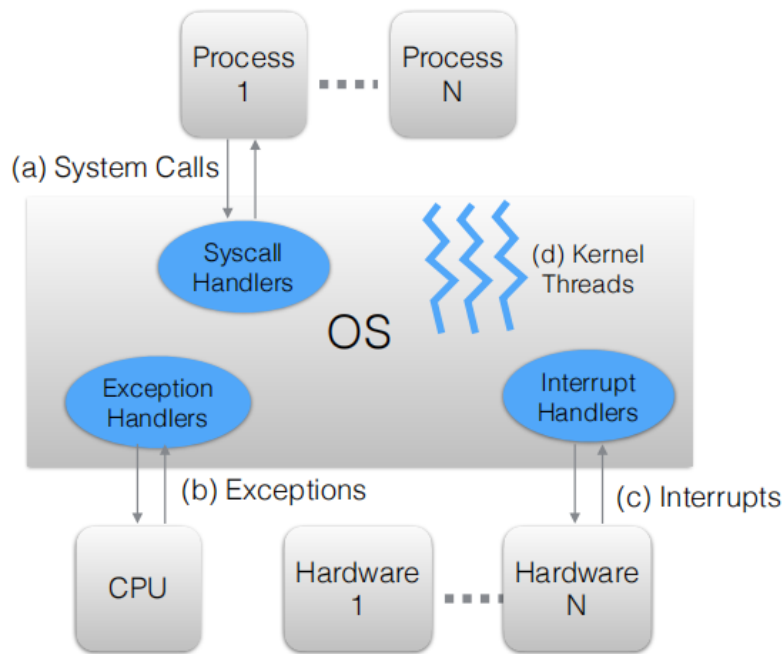 Process
1
Process
N
(a) System Calls
Syscall
Handlers
(d) Kernel
Threads
OS
Exception
Handlers
Interrupt
Handlers
(b) Exceptions
(c) Interrupts
CPU
Hardware
1
Hardware
N